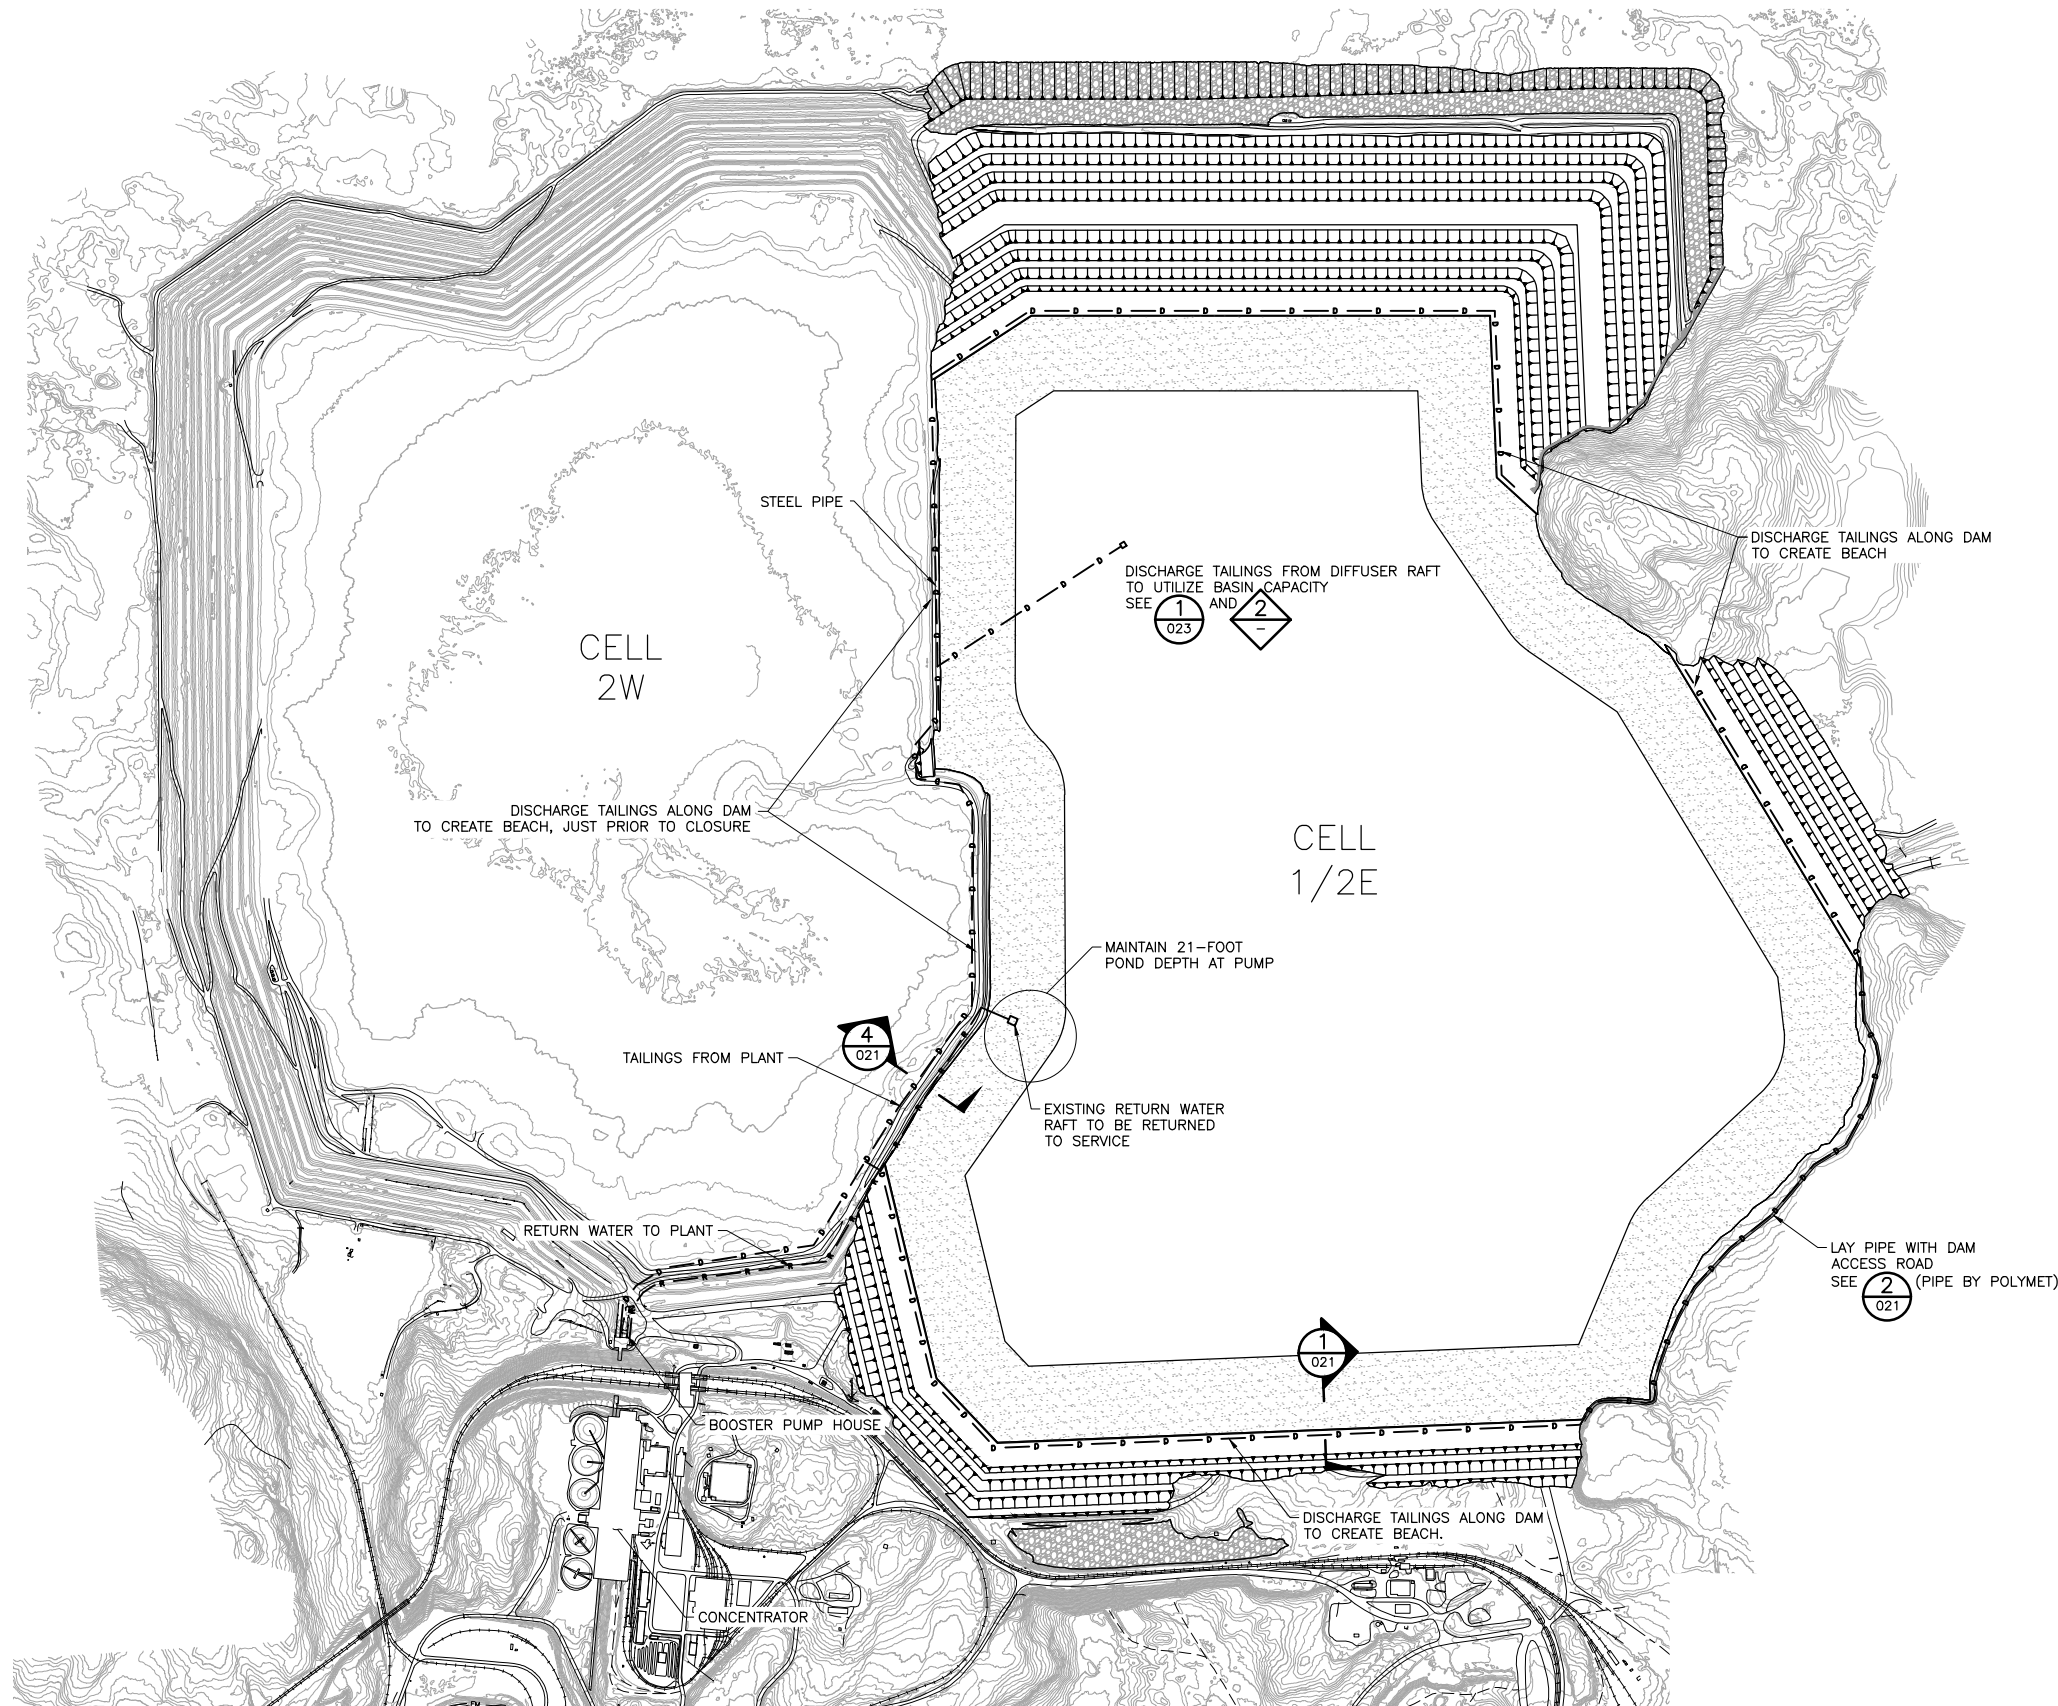 STEEL PIPE
DISCHARGE TAILINGS ALONG DAM
TO CREATE BEACH
DISCHARGE TAILINGS FROM DIFFUSER RAFT
TO UTILIZE BASIN CAPACITY
SEE 1 023 AND 2 –
CELL
2W
DISCHARGE TAILINGS ALONG DAM
TO CREATE BEACH, JUST PRIOR TO CLOSURE
CELL
1/2E
MAINTAIN 21–FOOT
POND DEPTH AT PUMP
4
021
TAILINGS FROM PLANT
EXISTING RETURN WATER
RAFT TO BE RETURNED
TO SERVICE
RETURN WATER TO PLANT
LAY PIPE WITH DAM
ACCESS ROAD
SEE 2 021 (PIPE BY POLYMET)
1
021
BOOSTER PUMP HOUSE
DISCHARGE TAILINGS ALONG DAM
TO CREATE BEACH.
CONCENTRATOR